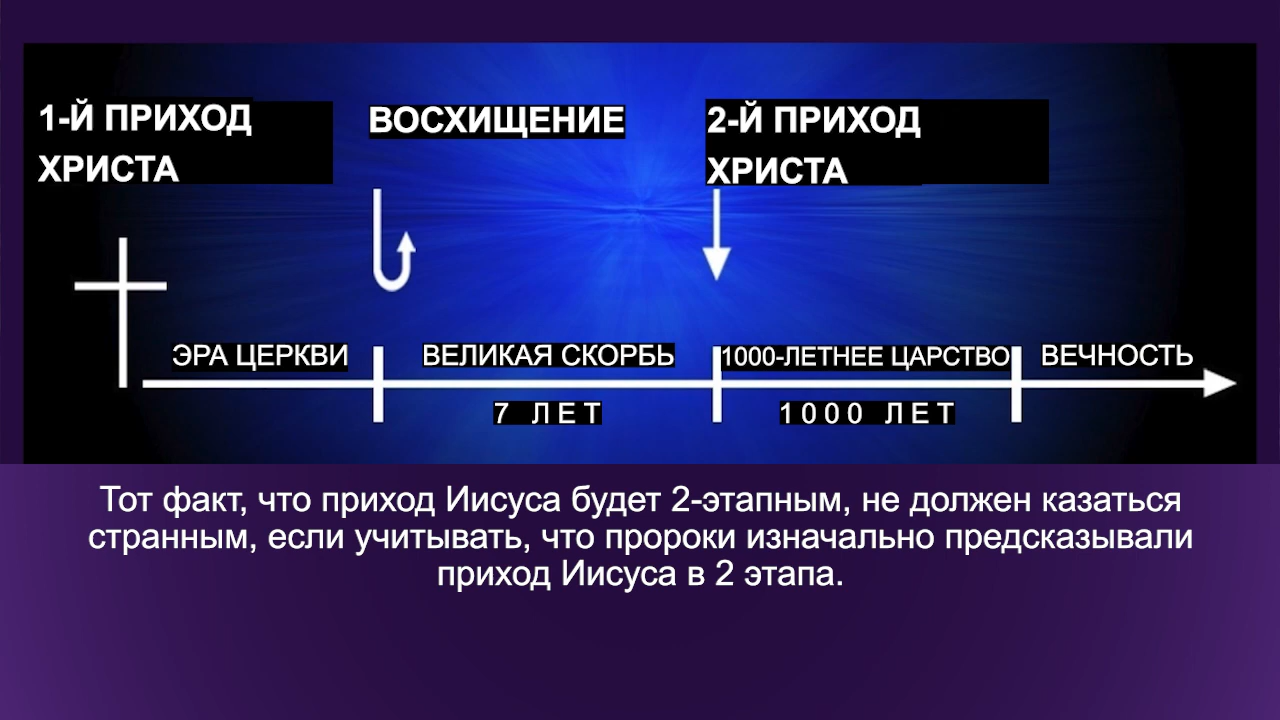 1-Й ПРИХОД
ХРИСТА
ВОСХИЩЕНИЕ
2-Й ПРИХОД
ХРИСТА
ЭРА ЦЕРКВИ
ВЕЛИКАЯ СКОРБЬ
1000-ЛЕТНЕЕ ЦАРСТВО
ВЕЧНОСТЬ
7 ЛЕТ
1000 ЛЕТ
Тот факт, что приход Иисуса будет 2-этапным, не должен казаться
странным, если учитывать, что пророки изначально предсказывали
приход Иисуса в 2 этапа.